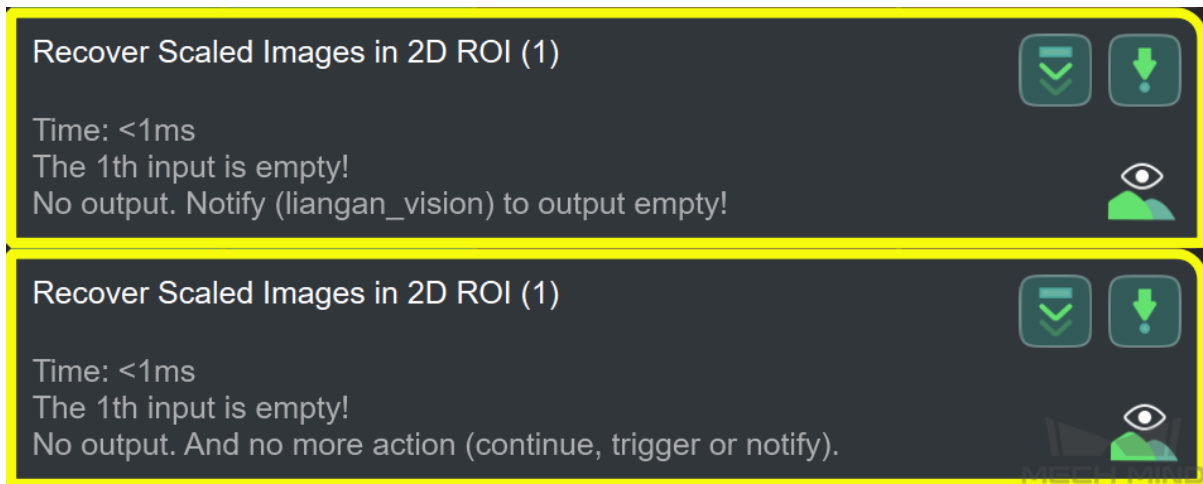 Recover Scaled Images in 2D ROI (1)
Time: <1ms
The 1th input is empty!
No output. Notify (liangan_vision) to output empty!
Recover Scaled Images in 2D ROI (1)
Time: <1ms
The 1th input is empty!
No output. And no more action (continue, trigger or notify).
MECH MIND